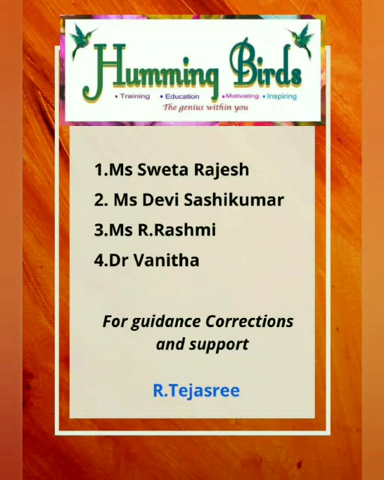 Humming Birds
• Training • Education • Motivating • Inspiring
The genius within you
1.Ms Sweta Rajesh
2. Ms Devi Sashikumar
3.Ms R.Rashmi
4.Dr Vanitha
For guidance Corrections
and support
R.Tejasree